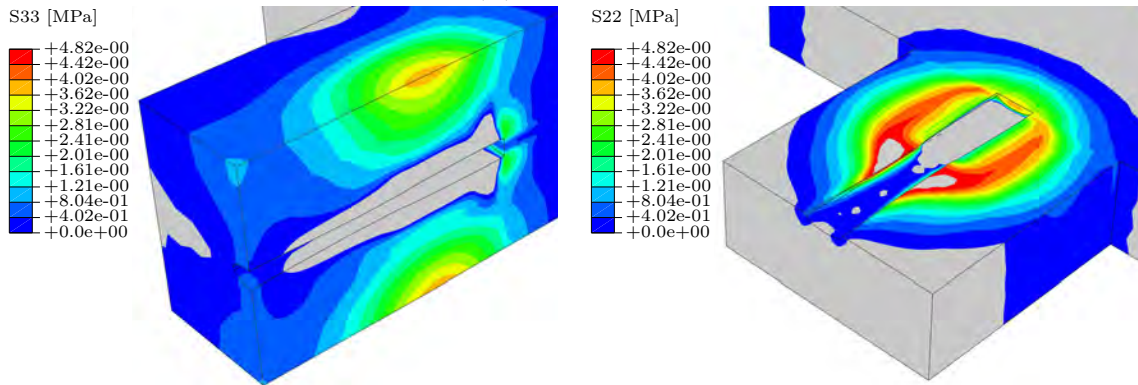 S33 [MPa]
+4.82e-00
+4.42e-00
+4.02e-00
+3.62e-00
+3.22e-00
+2.81e-00
+2.41e-00
+2.01e-00
+1.61e-00
+1.21e-00
+8.04e-01
+4.02e-01
+0.0e+00
S22 [MPa]
+4.82e-00
+4.42e-00
+4.02e-00
+3.62e-00
+3.22e-00
+2.81e-00
+2.41e-00
+2.01e-00
+1.61e-00
+1.21e-00
+8.04e-01
+4.02e-01
+0.0e+00